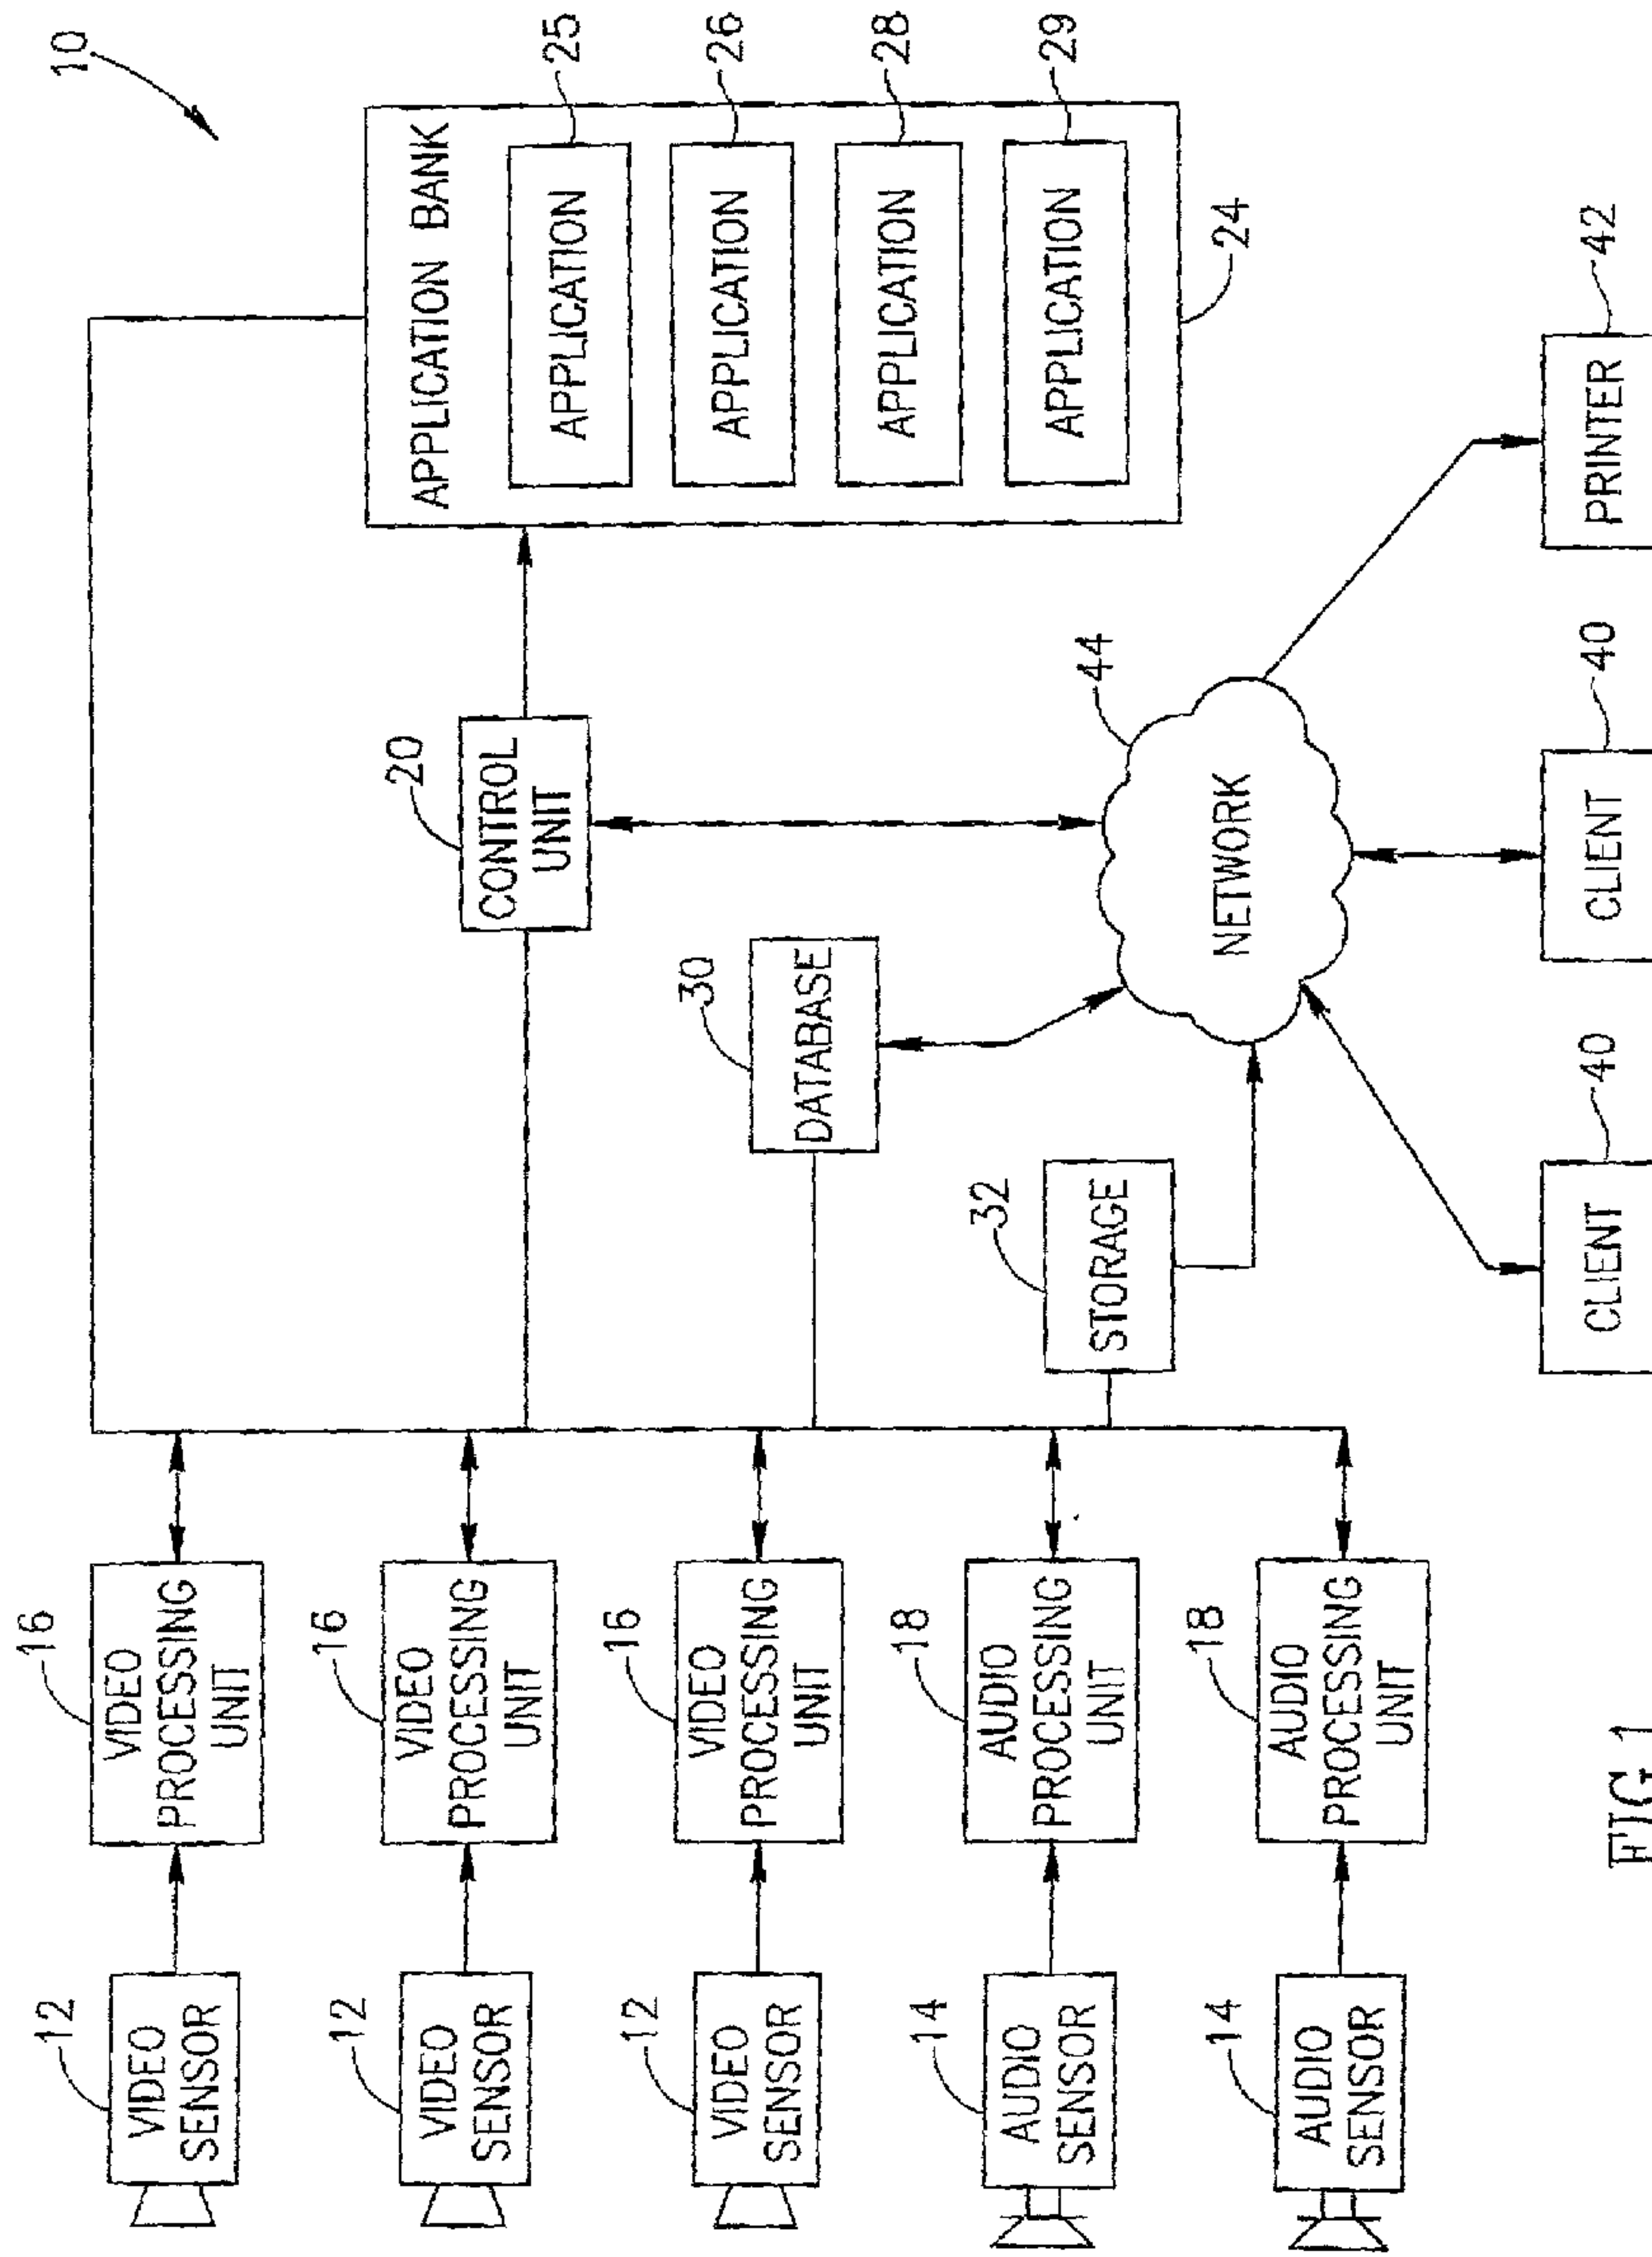 10
12
VIDEO
SENSOR
16
VIDEO
PROCESSING
UNIT
12
VIDEO
SENSOR
16
VIDEO
PROCESSING
UNIT
12
VIDEO
SENSOR
16
VIDEO
PROCESSING
UNIT
14
AUDIO
SENSOR
18
AUDIO
PROCESSING
UNIT
14
AUDIO
SENSOR
18
AUDIO
PROCESSING
UNIT
20
CONTROL
UNIT
30
DATABASE
32
STORAGE
APPLICATION BANK
APPLICATION
25
APPLICATION
26
APPLICATION
28
APPLICATION
29
24
44
NETWORK
40
CLIENT
40
CLIENT
42
PRINTER
FIG.1